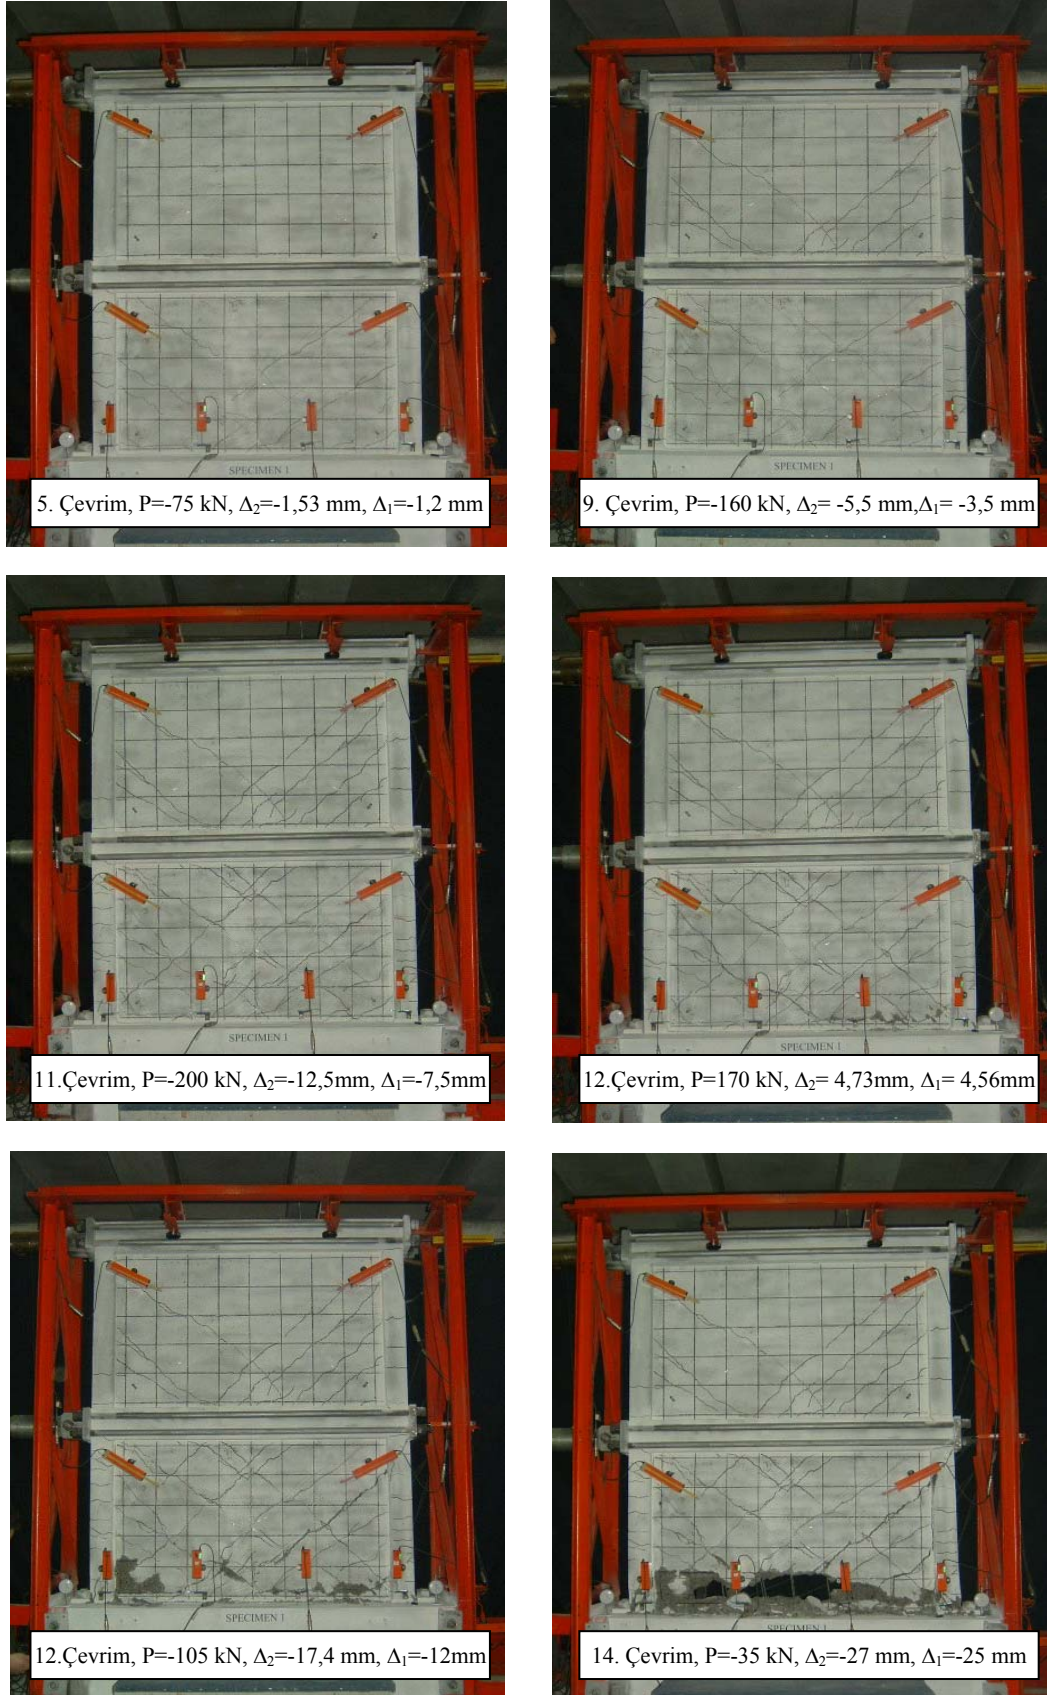 SPECIMEN 1
5. Çevrim, P=-75 kN, Δ₂=-1,53 mm, Δ₁=-1,2 mm
SPECIMEN 1
9. Çevrim, P=-160 kN, Δ₂= -5,5 mm,Δ₁= -3,5 mm
SPECIMEN 1
11.Çevrim, P=-200 kN, Δ₂=-12,5mm, Δ₁=-7,5mm
SPECIMEN 1
12.Çevrim, P=170 kN, Δ₂= 4,73mm, Δ₁= 4,56mm
SPECIMEN 1
12.Çevrim, P=-105 kN, Δ₂=-17,4 mm, Δ₁=-12mm
SPECIMEN 1
14. Çevrim, P=-35 kN, Δ₂=-27 mm, Δ₁=-25 mm